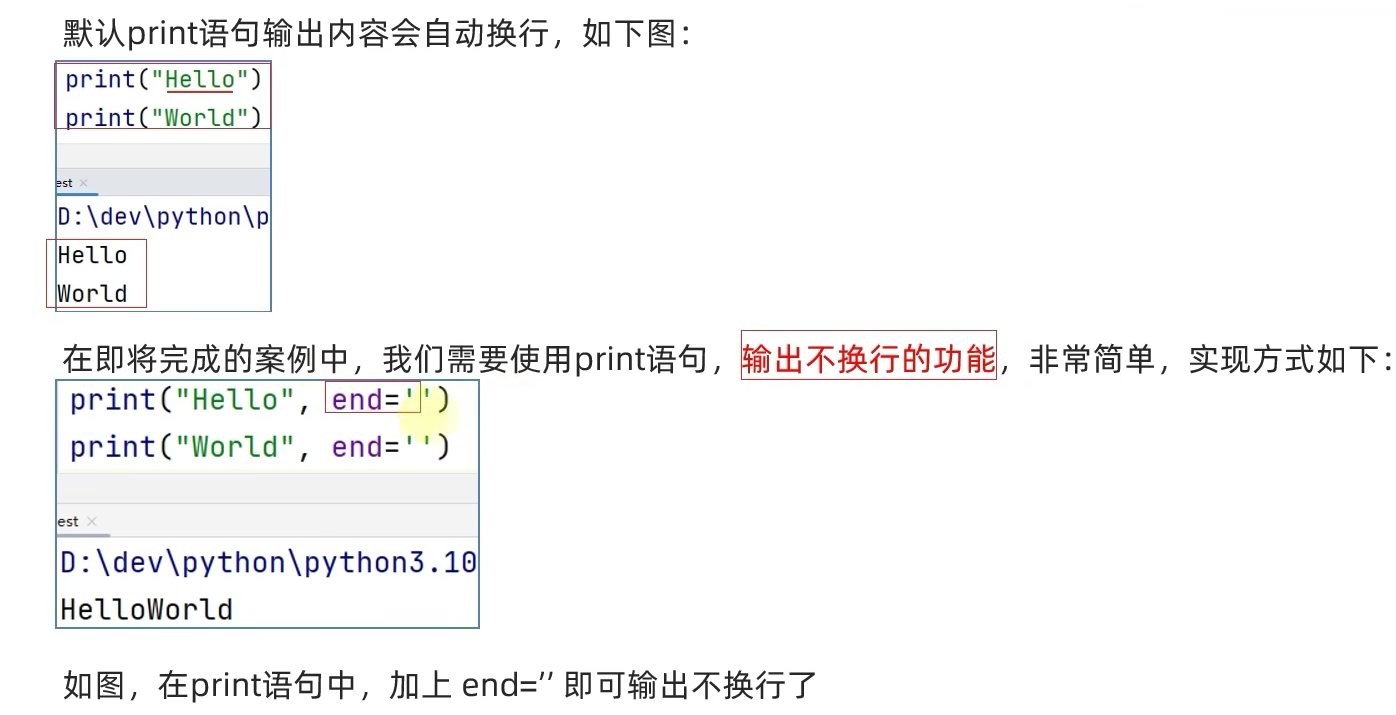 默认print语句输出内容会自动换行，如下图：
print("Hello")
print("World")
est ×
D:\dev\python\p
Hello
World
在即将完成的案例中，我们需要使用print语句，输出不换行的功能，非常简单，实现方式如下：
print("Hello", end='')
print("World", end='')
est ×
D:\dev\python\python3.10
HelloWorld
如图，在print语句中，加上 end=’’ 即可输出不换行了